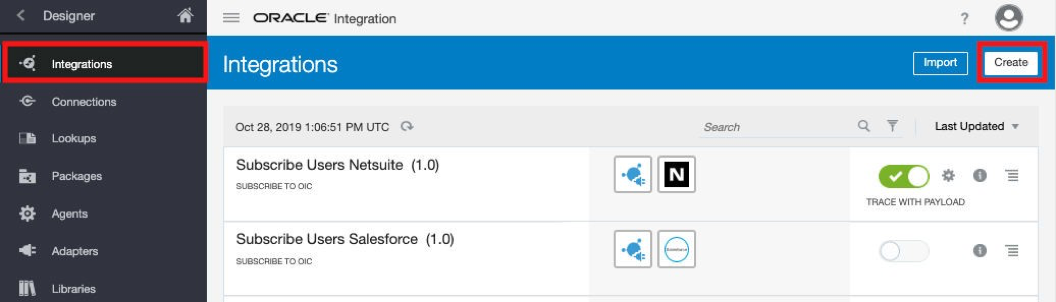 Designer
ORACLE Integration
?
Integrations
Integrations
Import
Create
Connections
Oct 28, 2019 1:06:51 PM UTC
Search
Last Updated
Lookups
Subscribe Users Netsuite (1.0)
SUBSCRIBE TO OIC
N
TRACE WITH PAYLOAD
Packages
Agents
Subscribe Users Salesforce (1.0)
SUBSCRIBE TO OIC
Adapters
Libraries